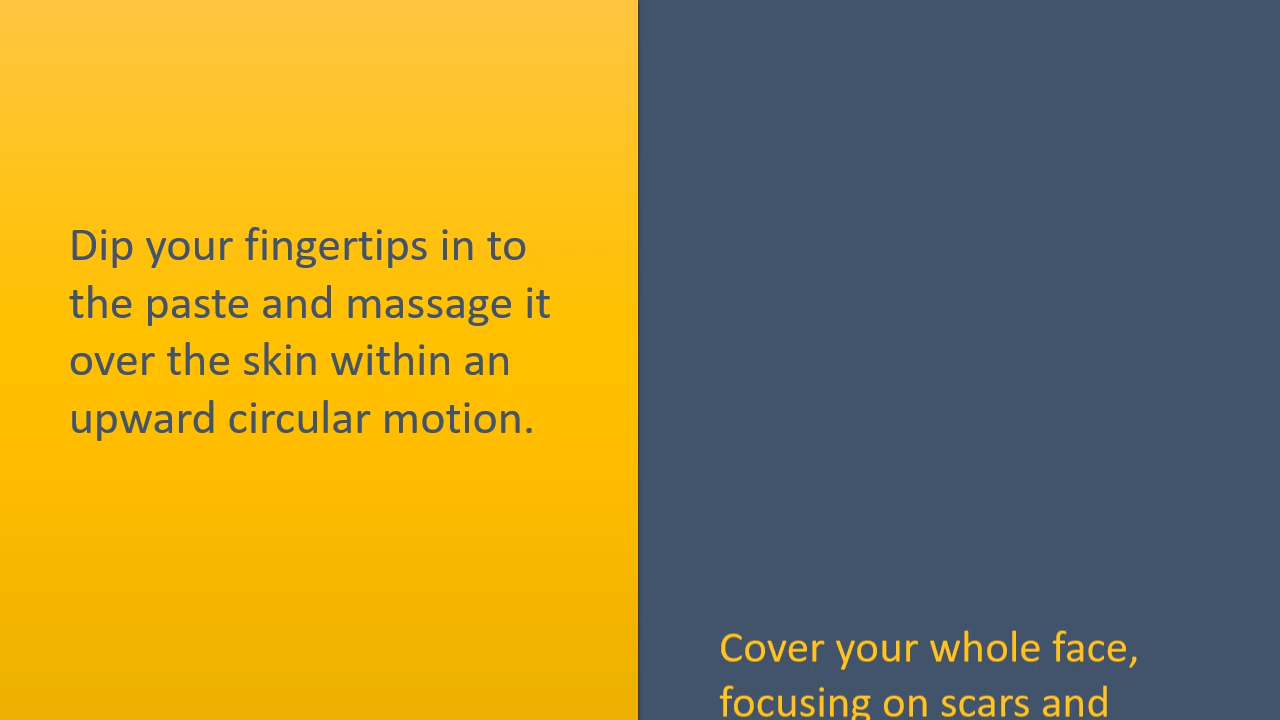 Dip your fingertips in to
the paste and massage it
over the skin within an
upward circular motion.
Cover your whole face,
focusing on scars and